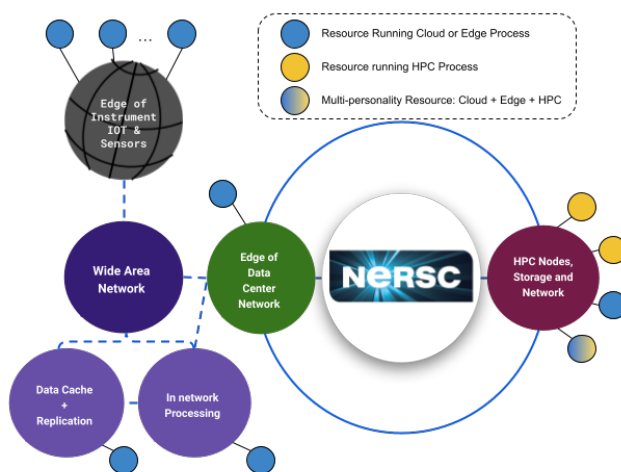 ...
Resource Running Cloud or Edge Process
Resource running HPC Process
Multi-personality Resource: Cloud + Edge + HPC
Edge of
Instrument
IOT &
Sensors
Wide Area
Network
Edge of
Data
Center
Network
NERSC
HPC Nodes,
Storage and
Network
Data Cache
+
Replication
In network
Processing